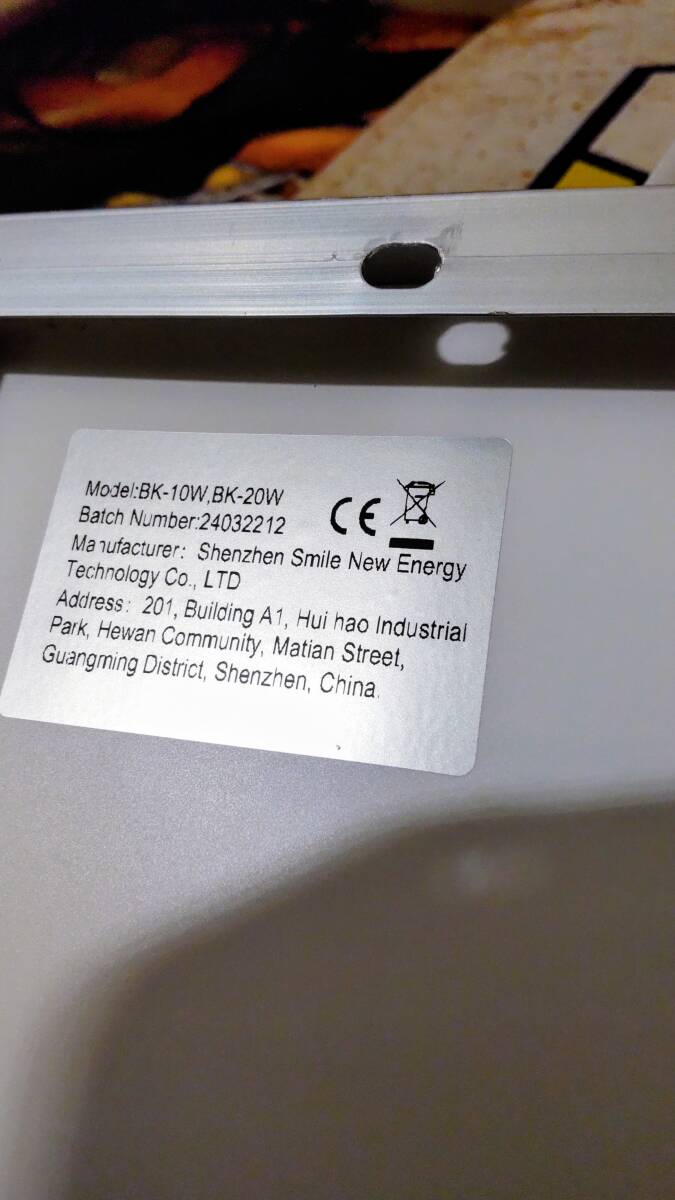 Model:BK-10W,BK-20W
Batch Number:24032212
CE
Manufacturer: Shenzhen Smile New Energy
Technology Co., LTD
Address: 201, Building A1, Hui hao Industrial
Park, Hewan Community, Matian Street,
Guangming District, Shenzhen, China.